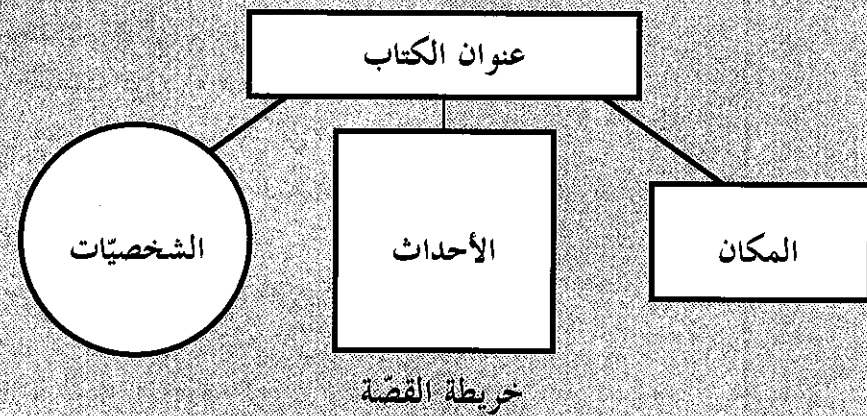 عنوان الكتاب
المكان
الأحداث
الشخصيّات
خريطة القصّة